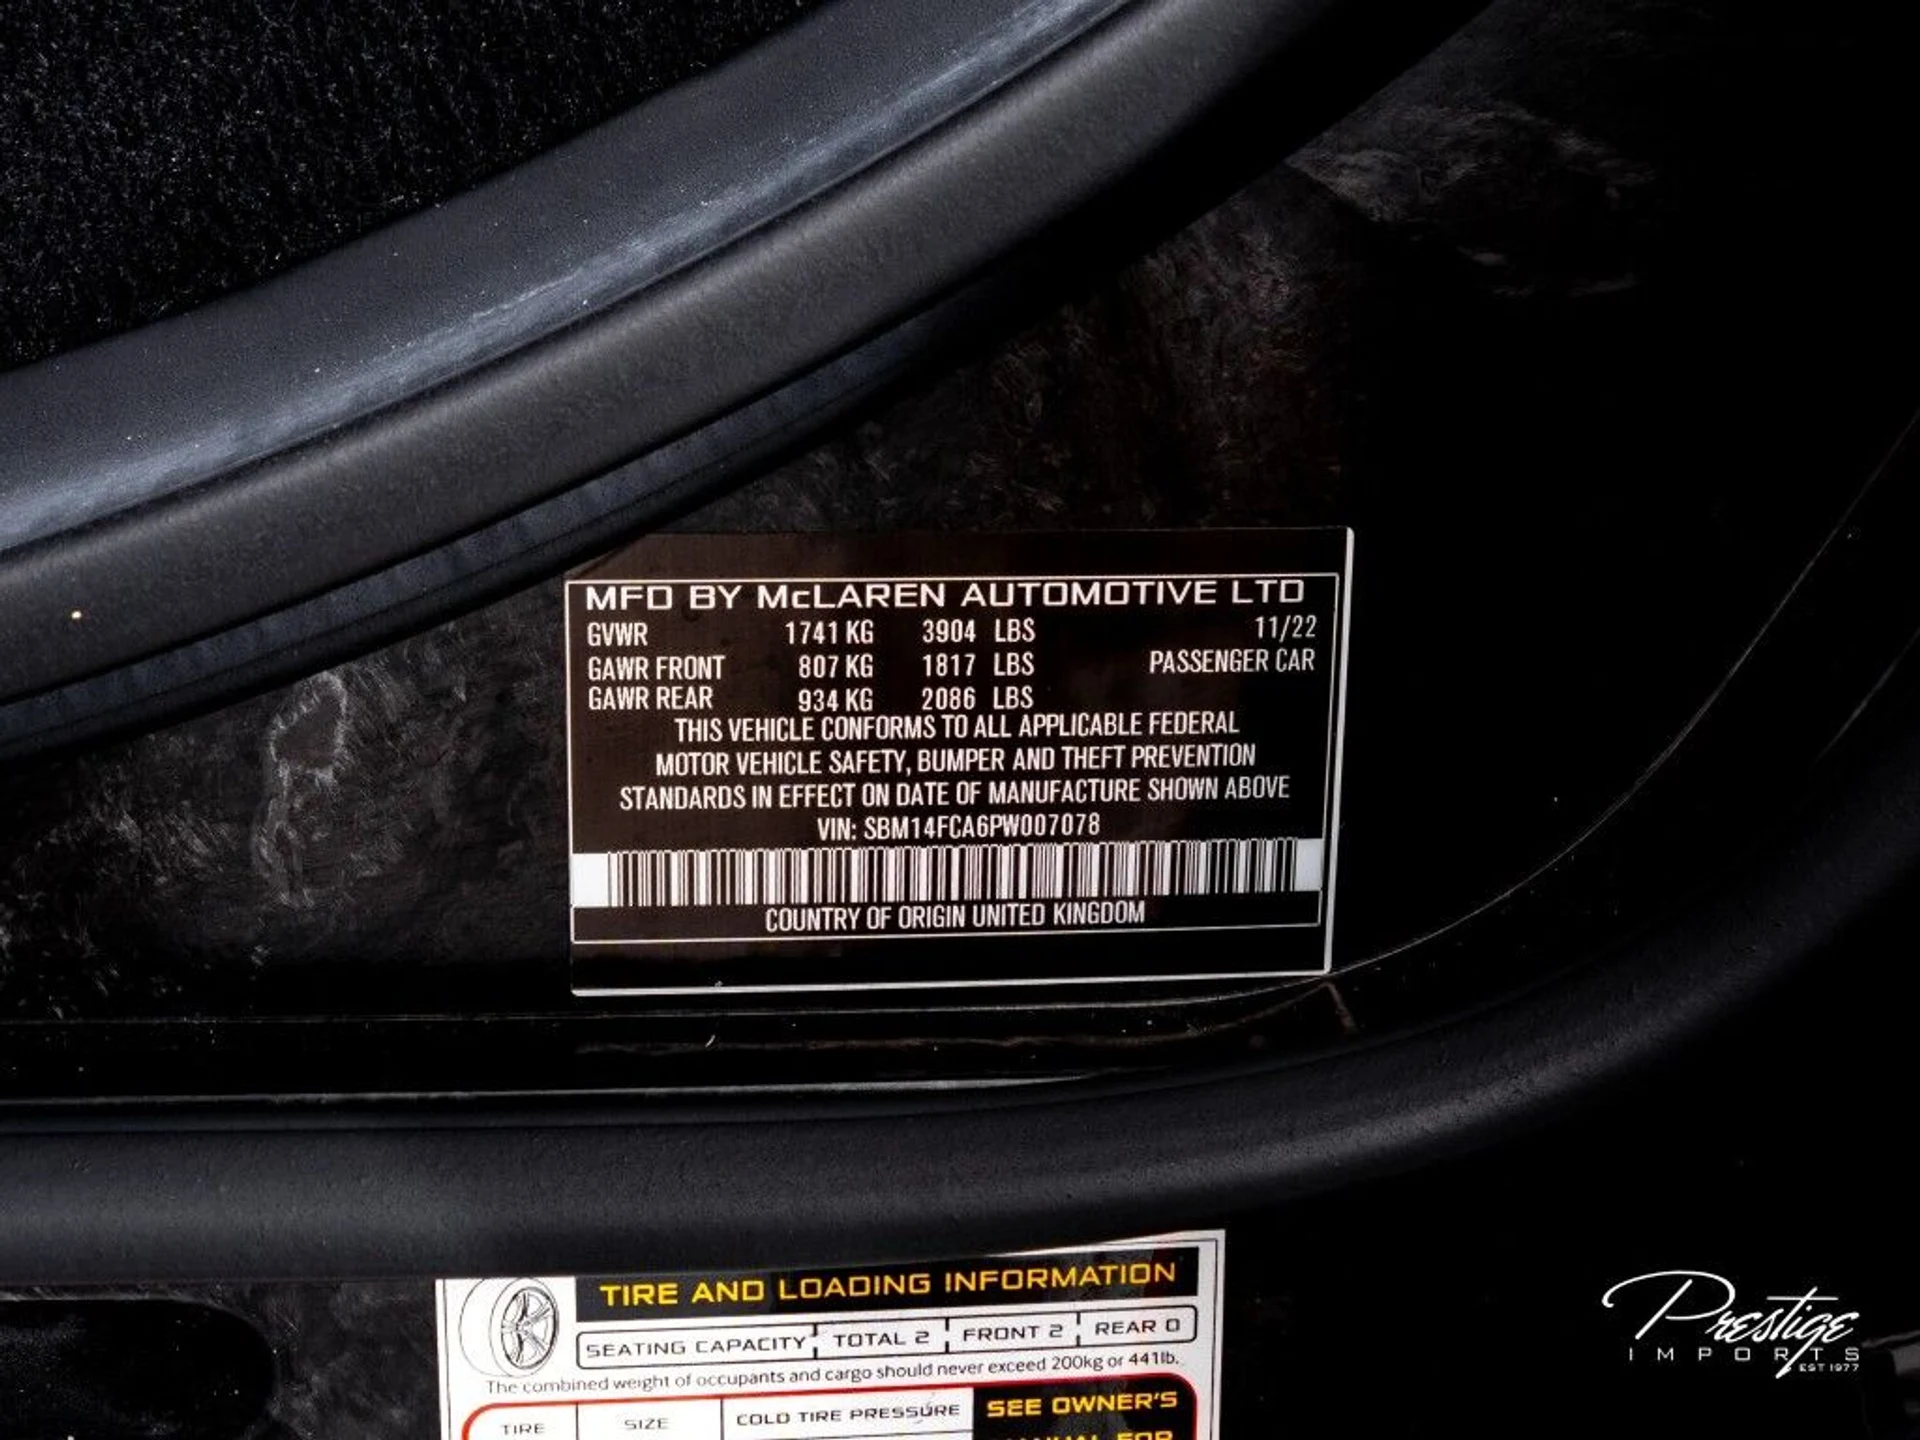 MFD BY McLAREN AUTOMOTIVE LTD
GVWR 1741 KG 3904 LBS 11/22
GAWR FRONT 807 KG 1817 LBS PASSENGER CAR
GAWR REAR 934 KG 2086 LBS
THIS VEHICLE CONFORMS TO ALL APPLICABLE FEDERAL
MOTOR VEHICLE SAFETY, BUMPER AND THEFT PREVENTION
STANDARDS IN EFFECT ON DATE OF MANUFACTURE SHOWN ABOVE
VIN: SBM14FCA6PW007078
COUNTRY OF ORIGIN UNITED KINGDOM
TIRE AND LOADING INFORMATION
SEATING CAPACITY TOTAL 2 FRONT 2 REAR 0
The combined weight of occupants and cargo should never exceed 200kg or 441lb.
TIRE SIZE COLD TIRE PRESSURE SEE OWNER'S
MANUAL FOR
Prestige
IMPORTS
EST 1977